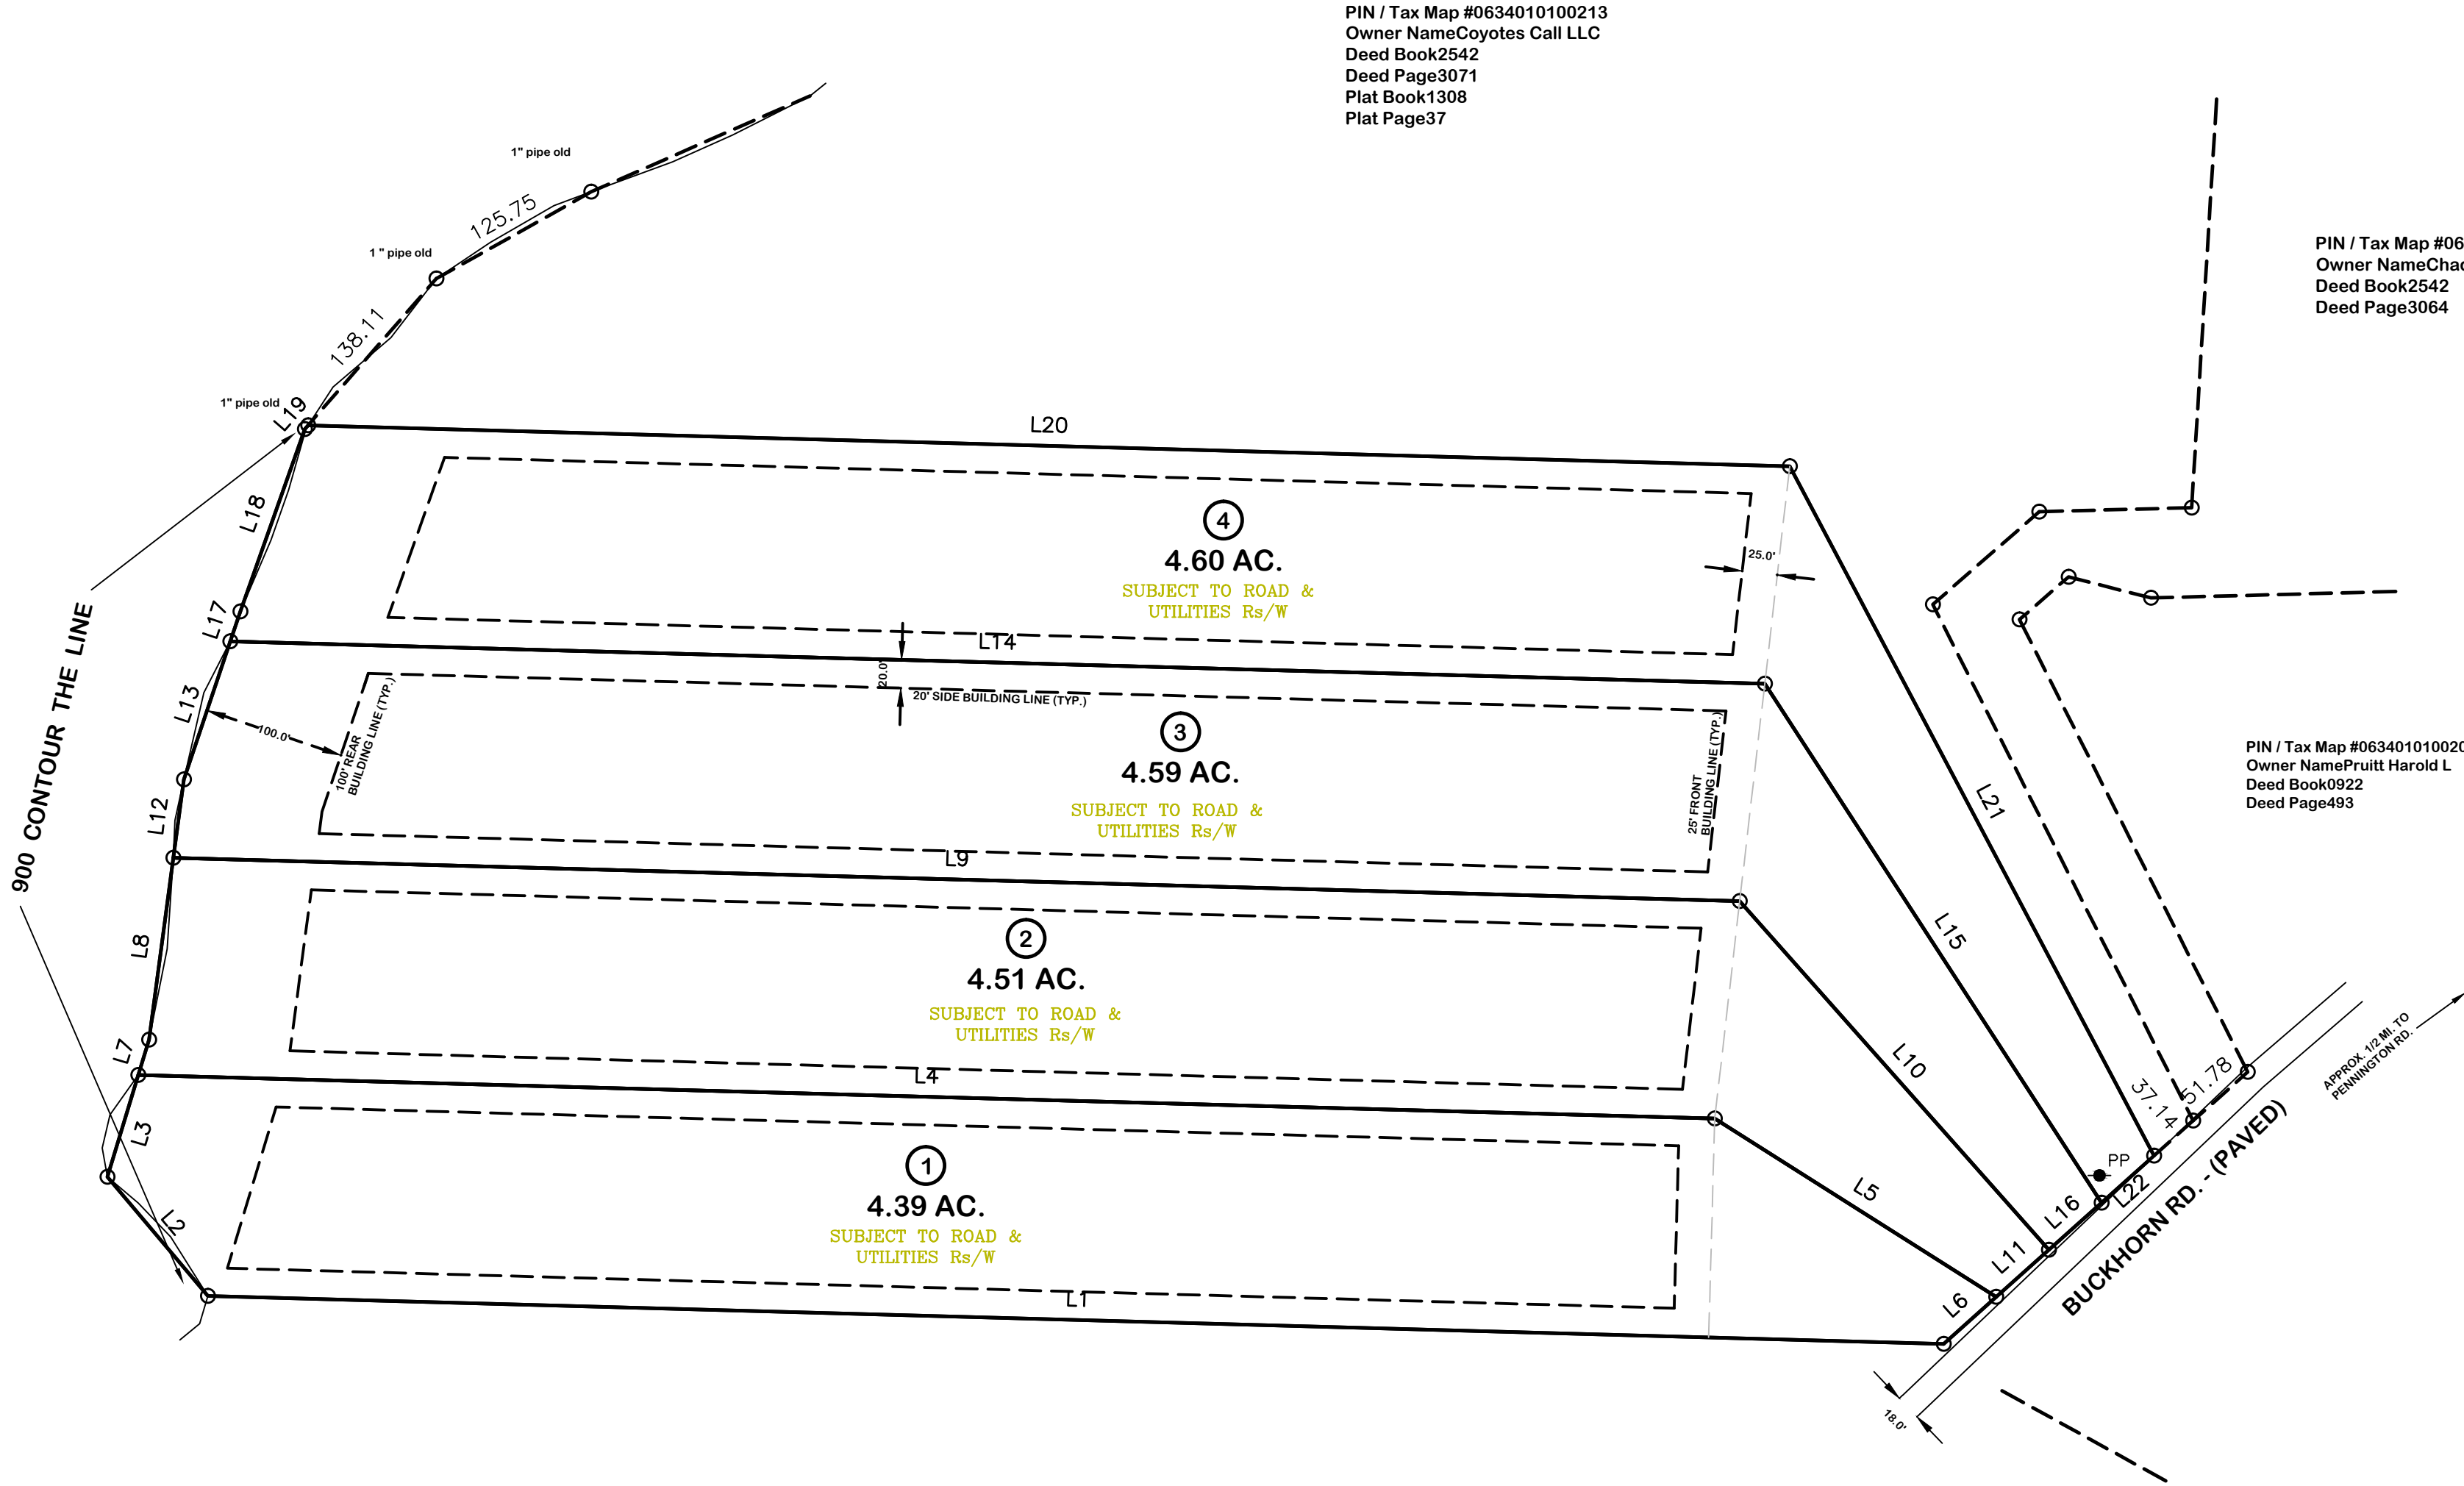 PIN / Tax Map #0634010100213
Owner NameCoyotes Call LLC
Deed Book2542
Deed Page3071
Plat Book1308
Plat Page37
1" pipe old
125.75
1 " pipe old
138.11
1" pipe old
L19
L20
PIN / Tax Map #06
Owner NameChad
Deed Book2542
Deed Page3064
L18
4
4.60 AC.
SUBJECT TO ROAD &
UTILITIES Rs/W
25.0'
L17
L14
20.0'
20' SIDE BUILDING LINE (TYP.)
900 CONTOUR THE LINE
L13
100.0'
100' REAR
BUILDING LINE (TYP.)
3
4.59 AC.
SUBJECT TO ROAD &
UTILITIES Rs/W
25' FRONT
BUILDING LINE (TYP.)
L21
PIN / Tax Map #063401010020
Owner NamePruitt Harold L
Deed Book0922
Deed Page493
L12
L9
L8
2
4.51 AC.
SUBJECT TO ROAD &
UTILITIES Rs/W
L15
L10
L7
L4
37.14
51.78
APPROX. 1/2 MI. TO
PENNINGTON RD.
L3
1
4.39 AC.
SUBJECT TO ROAD &
UTILITIES Rs/W
L5
PP
L22
L16
L11
L6
BUCKHORN RD. - (PAVED)
L2
L1
18.0'